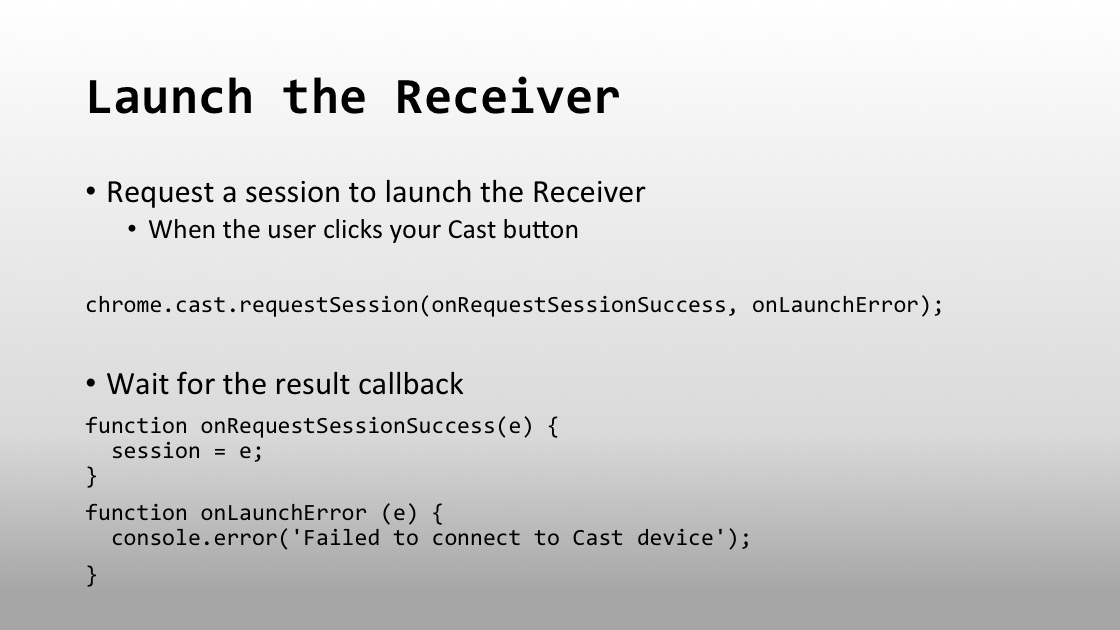 Launch the Receiver
• Request a session to launch the Receiver
• When the user clicks your Cast button
chrome.cast.requestSession(onRequestSessionSuccess, onLaunchError);
• Wait for the result callback
function onRequestSessionSuccess(e) {
  session = e;
}
function onLaunchError (e) {
  console.error('Failed to connect to Cast device');
}